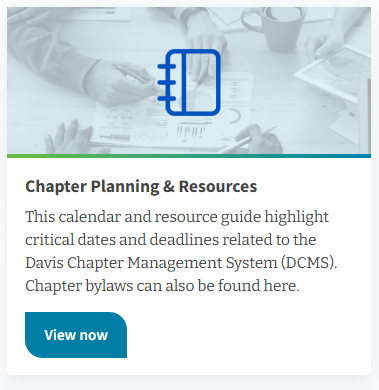 Chapter Planning & Resources
This calendar and resource guide highlight
critical dates and deadlines related to the
Davis Chapter Management System (DCMS).
Chapter bylaws can also be found here.
View now